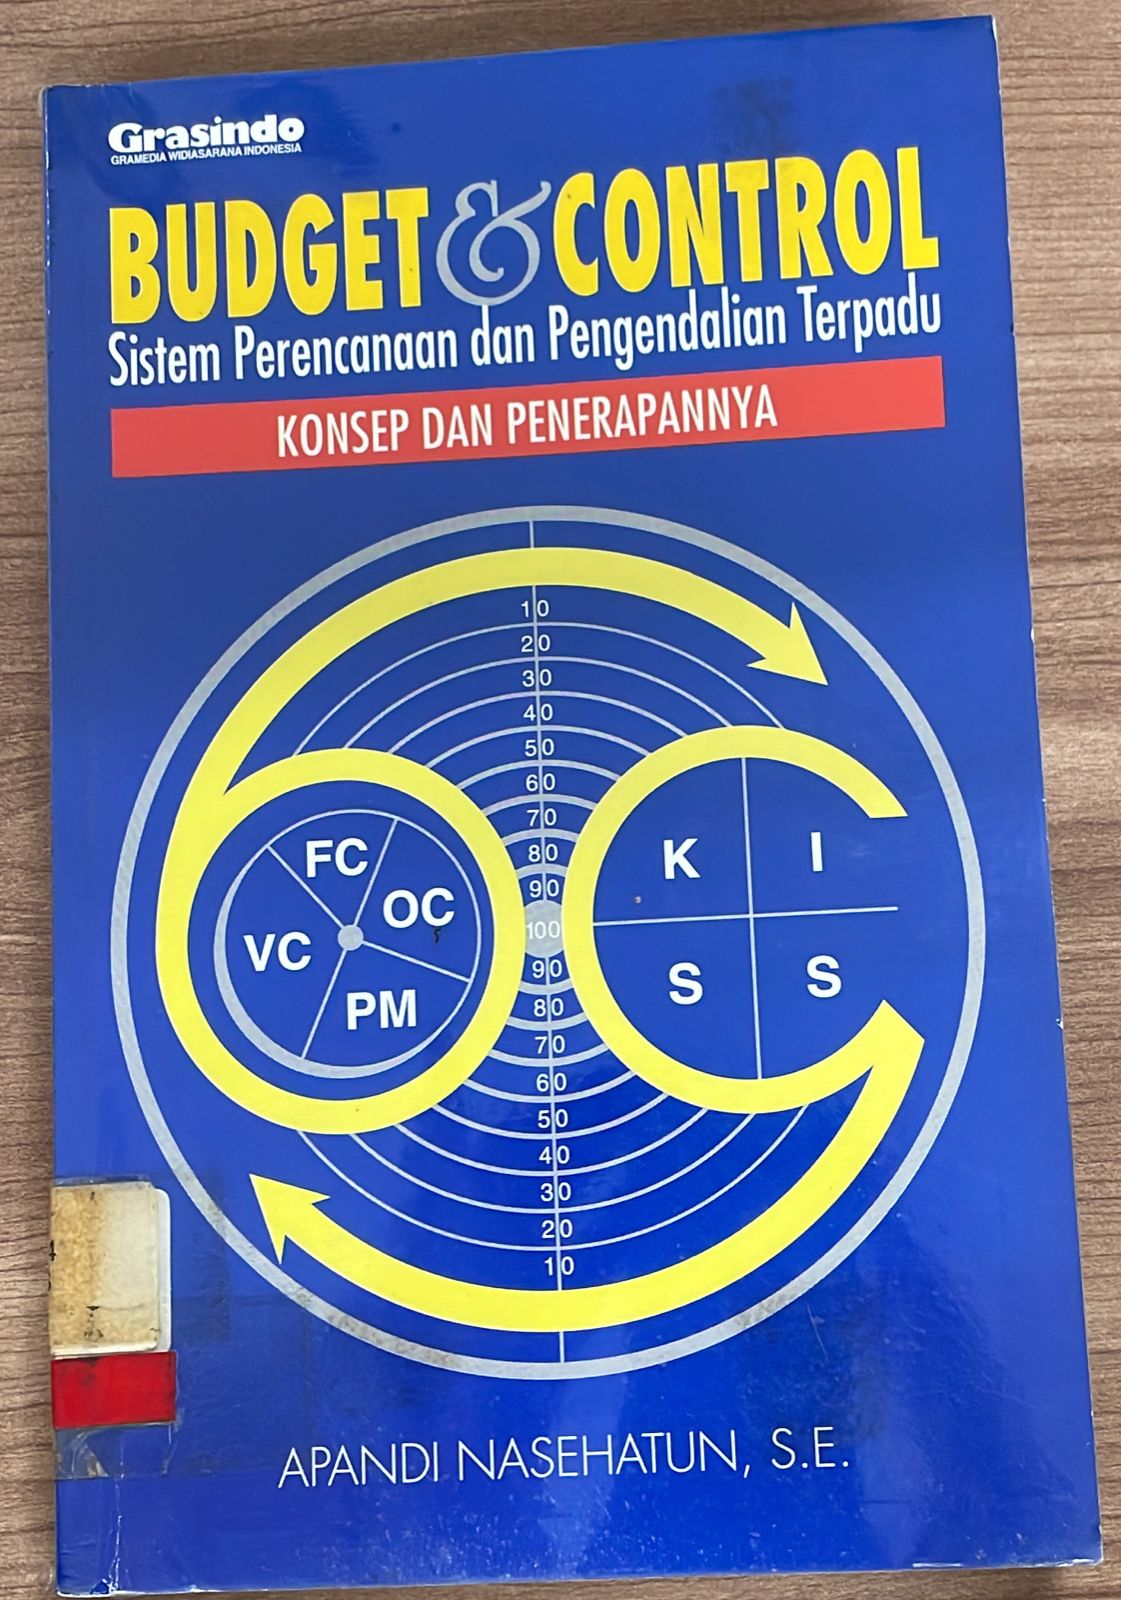 Grasindo
GRAMEDIA WIDIASARANA INDONESIA
BUDGET & CONTROL
Sistem Perencanaan dan Pengendalian Terpadu
KONSEP DAN PENERAPANNYA
10
20
30
40
50
60
70
80
90
100
90
80
70
60
50
40
30
20
10
FC
OC
VC
PM
K I
S S
APANDI NASEHATUN, S.E.